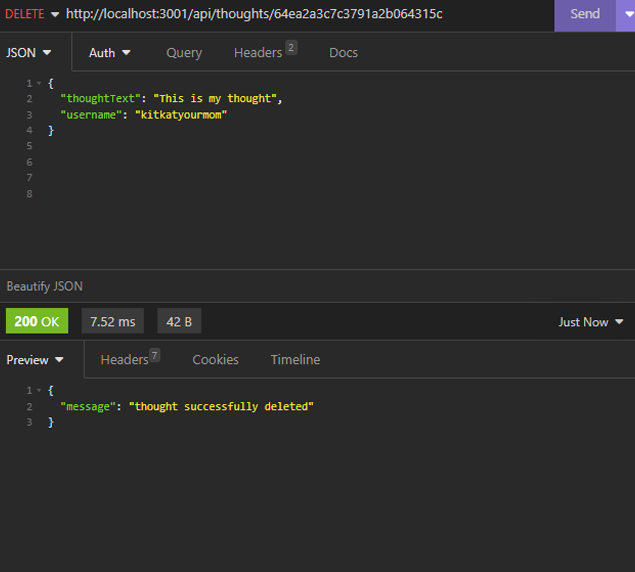 DELETE http://localhost:3001/api/thoughts/64ea2a3c7c3791a2b064315c Send
JSON Auth Query Headers 2 Docs
1 {
2 "thoughtText": "This is my thought",
3 "username": "kitkatyourmom"
4 }
5
6
7
8
Beautify JSON
200 OK 7.52 ms 42 B Just Now
Preview Headers 7 Cookies Timeline
1 {
2 "message": "thought successfully deleted"
3 }